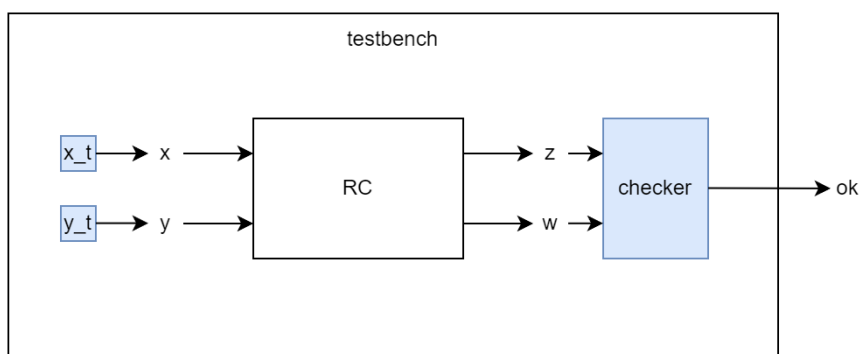 testbench
x_t
x
RC
z
checker
ok
y_t
y
w